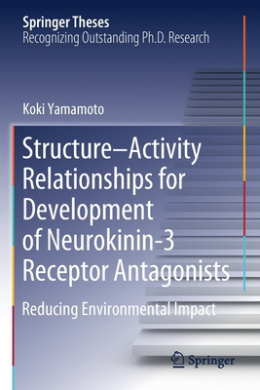 Springer Theses
Recognizing Outstanding Ph.D. Research
Koki Yamamoto
Structure–Activity
Relationships for
Development
of Neurokinin-3
Receptor Antagonists
Reducing Environmental Impact
Springer